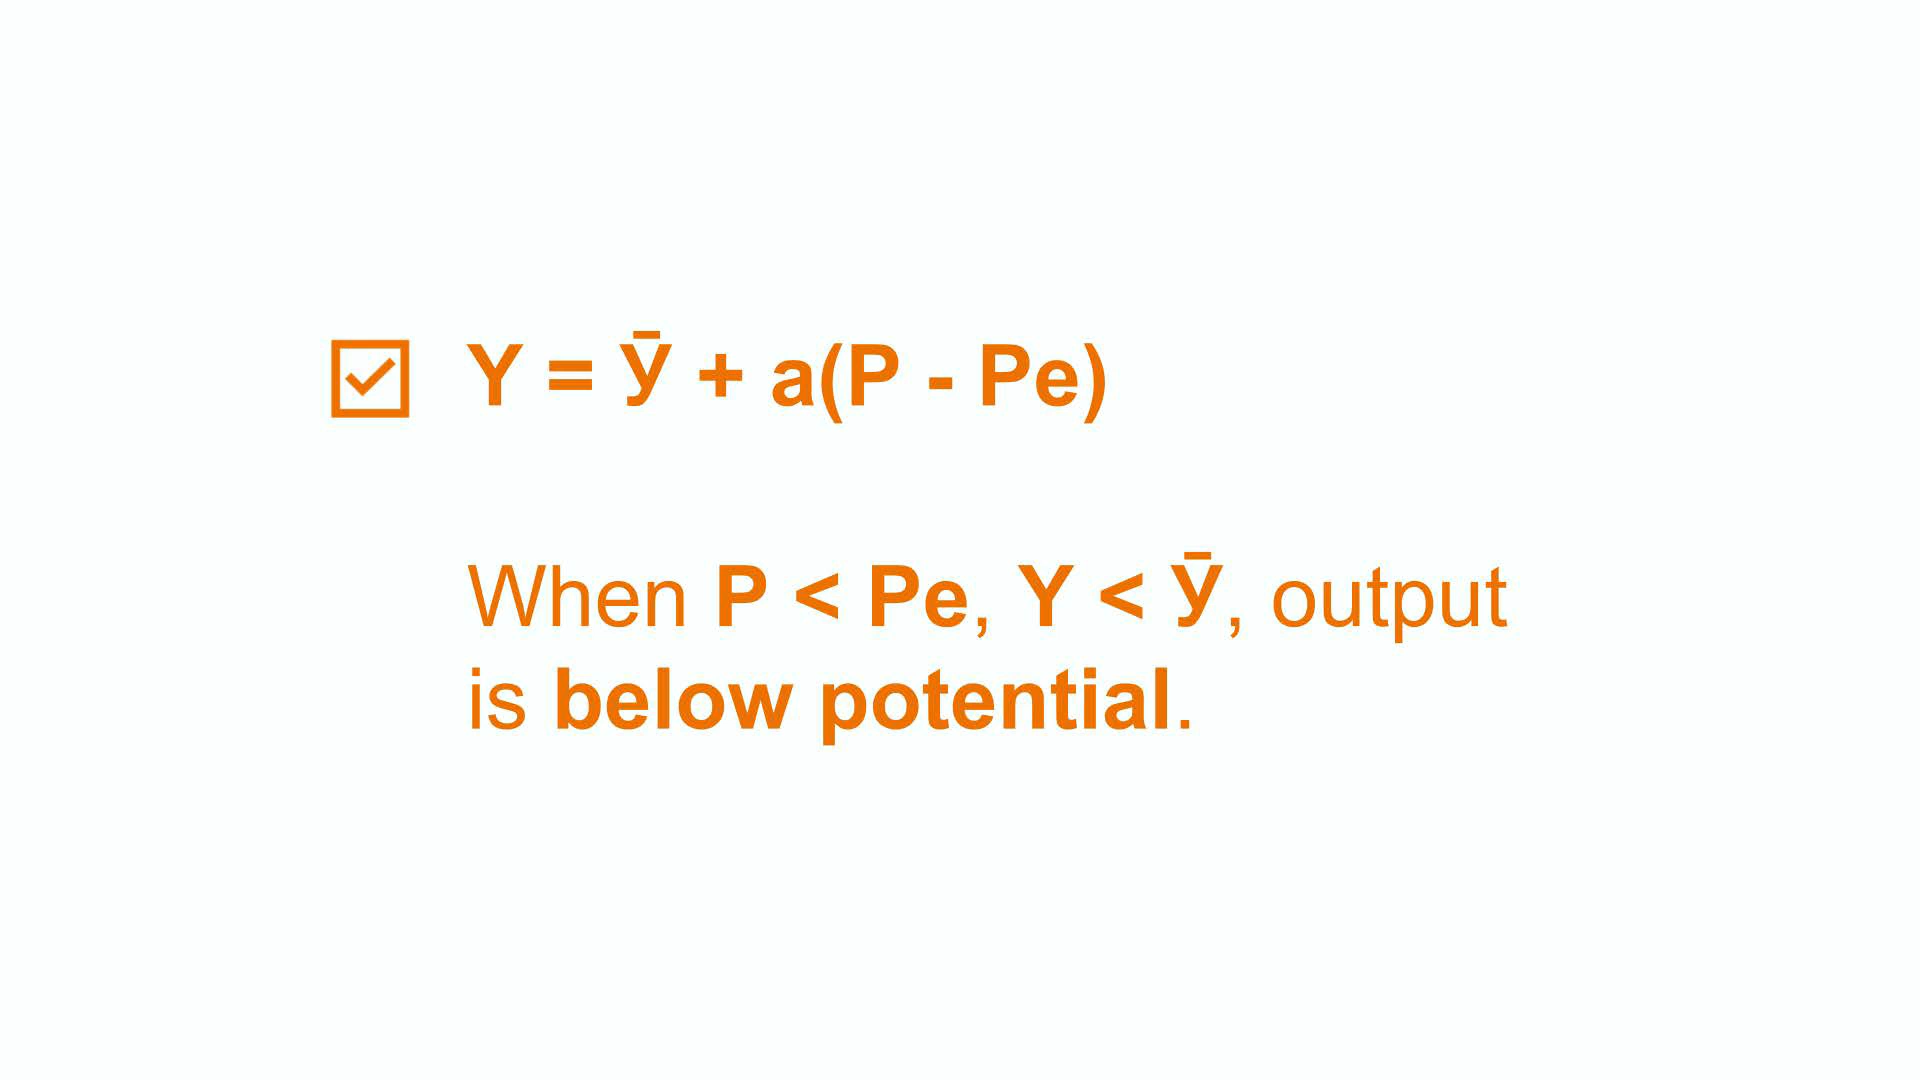 Y = Ӯ + a(P - Pe)
When P < Pe, Y < Ӯ, output
is below potential.